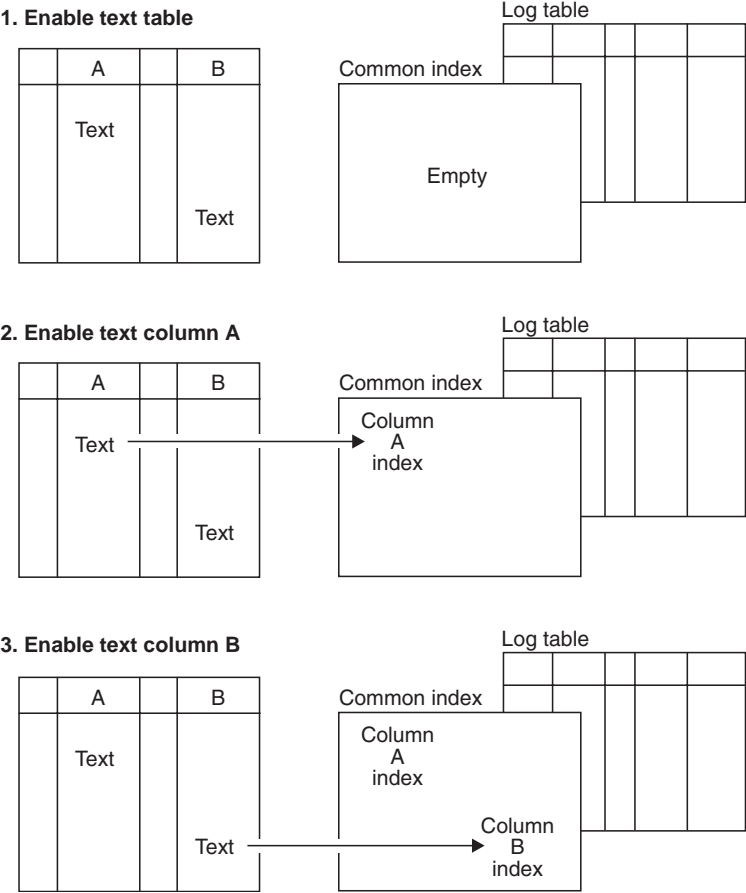 1. Enable text table
Log table
A
B
Common index
Text
Empty
Text
2. Enable text column A
Log table
A
B
Common index
Column
A
index
Text
Text
3. Enable text column B
Log table
A
B
Common index
Column
A
index
Text
Column
B
index
Text